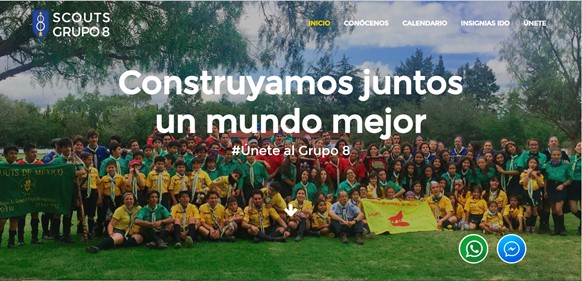 SCOUTS
GRUPO 8
INICIO
CONÓCENOS
CALENDARIO
INSIGNIAS IDO
ÚNETE
Construyamos juntos
un mundo mejor
#Únete al Grupo 8
UTS DE MÉXICO